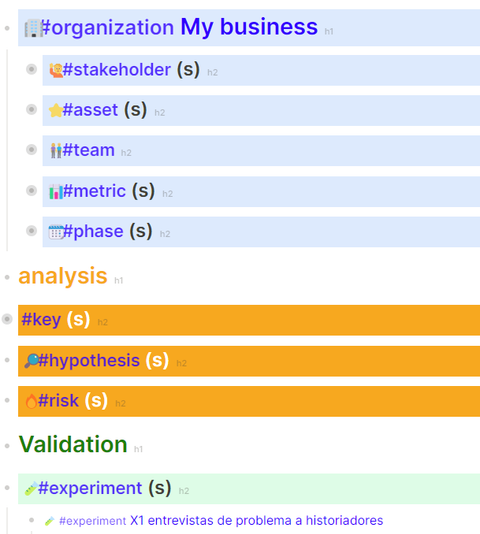 #organization My business h1
#stakeholder (s) h2
#asset (s) h2
#team h2
#metric (s) h2
#phase (s) h2
analysis h1
#key (s) h2
#hypothesis (s) h2
#risk (s) h2
Validation h1
#experiment (s) h2
#experiment X1 entrevistas de problema a historiadores